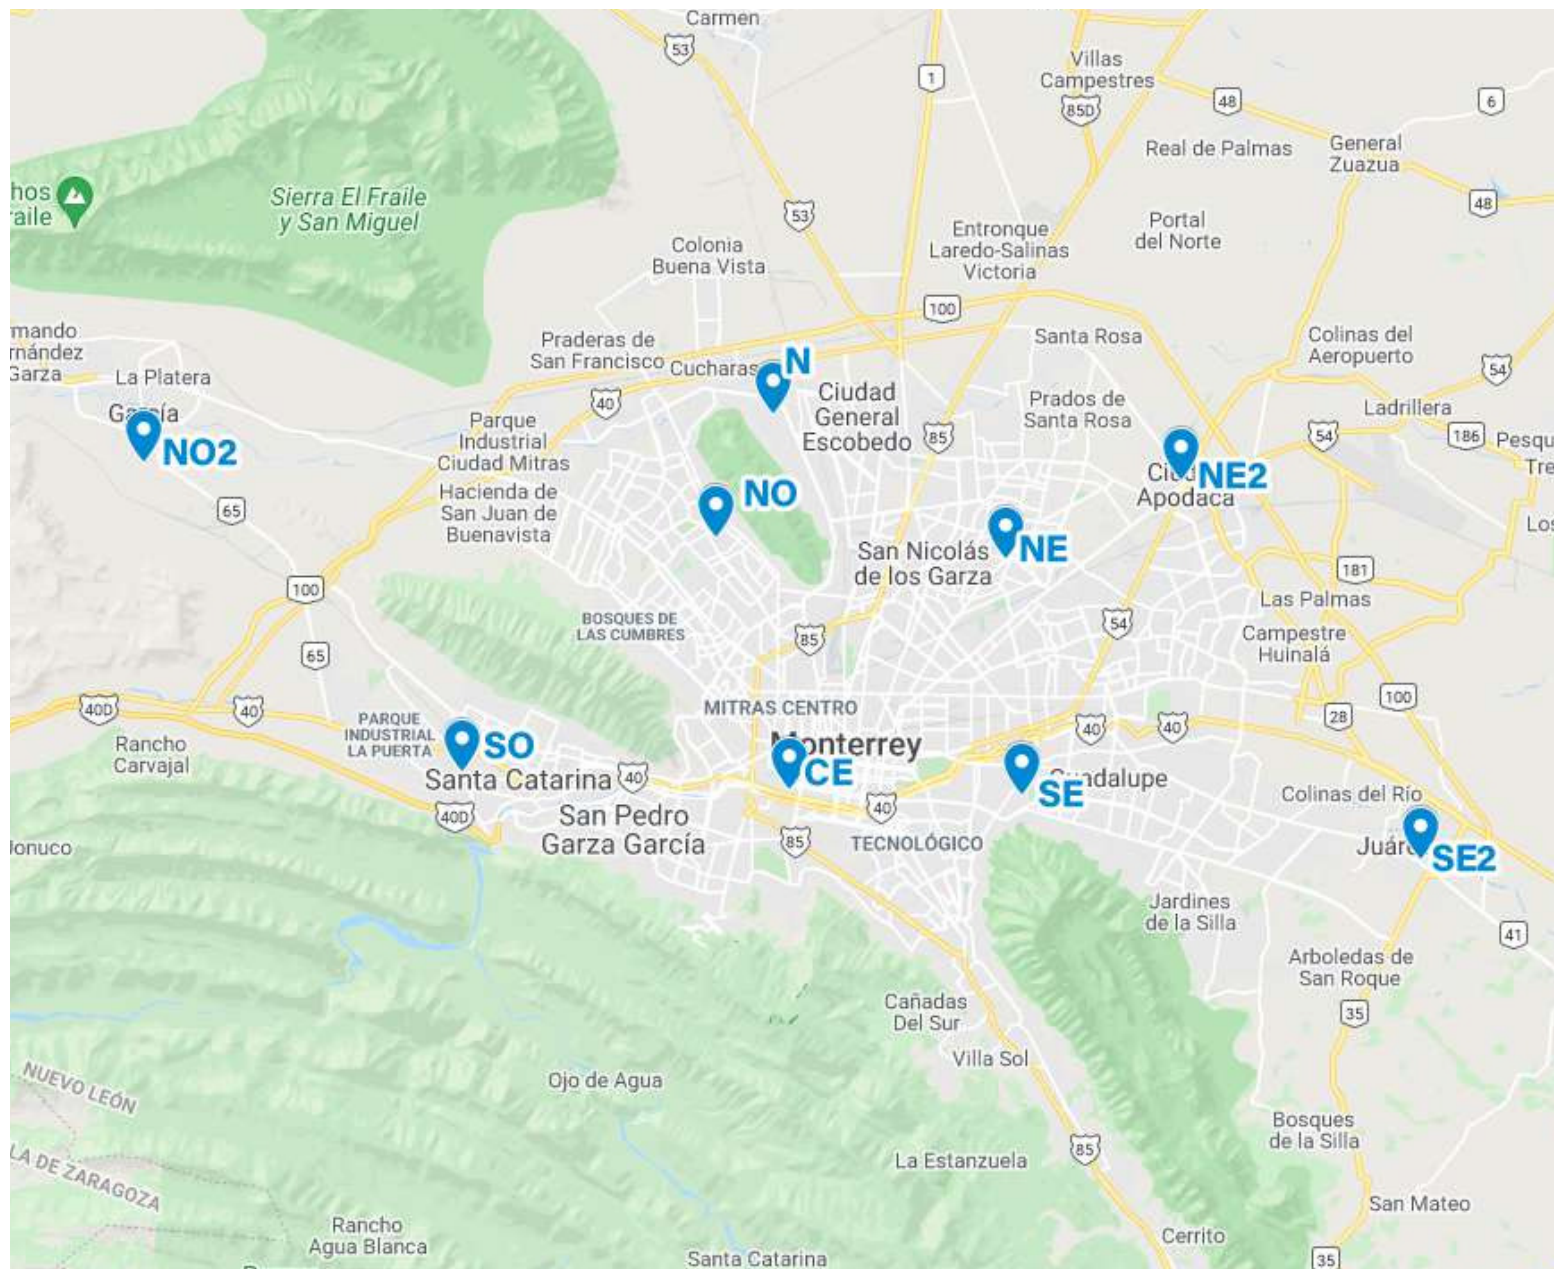 Carmen
53
1
Villas
Campestres
85D
48
6
Real de Palmas
General
Zuazua
hos
raile
Sierra El Fraile
y San Miguel
53
48
Portal
del Norte
Entronque
Laredo-Salinas
Victoria
Colonia
Buena Vista
100
rmando
rnández
Garza
Praderas de
San Francisco
Santa Rosa
Colinas del
Aeropuerto
La Platera
Cucharas
N
54
García
40
Ciudad
General
Escobedo
Prados de
Santa Rosa
Ladrillera
Parque
Industrial
Ciudad Mitras
85
54
186
Pesqu
Tre
NO2
NE2
Apodaca
Hacienda de
San Juan de
Buenavista
NO
65
Los
San Nicolás
de los Garza
NE
181
100
Las Palmas
BOSQUES DE
LAS CUMBRES
85
54
Campestre
Huinalá
65
40D
40
MITRAS CENTRO
100
PARQUE
INDUSTRIAL
LA PUERTA
28
40
40
Rancho
Carvajal
SO
Monterrey
Santa Catarina
40
CE
SE
Guadalupe
40D
San Pedro
Garza García
40
Colinas del Río
85
TECNOLÓGICO
Jonuco
Juárez
SE2
Jardines
de la Silla
41
Arboledas de
San Roque
Cañadas
Del Sur
35
Villa Sol
NUEVO LEÓN
Ojo de Agua
Bosques
de la Silla
85
LA DE ZARAGOZA
La Estanzuela
San Mateo
Rancho
Agua Blanca
Cerrito
Santa Catarina
35